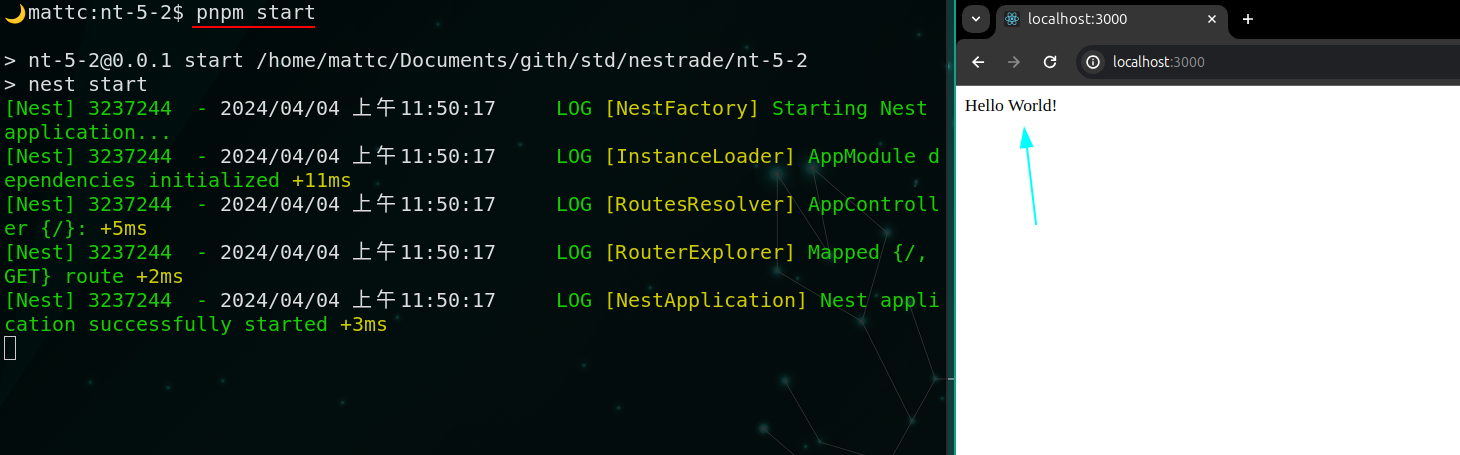 🌙mattc:nt-5-2$ pnpm start
> nt-5-2@0.0.1 start /home/mattc/Documents/gith/std/nestrade/nt-5-2
> nest start
[Nest] 3237244  - 2024/04/04 上午11:50:17     LOG [NestFactory] Starting Nest
application...
[Nest] 3237244  - 2024/04/04 上午11:50:17     LOG [InstanceLoader] AppModule d
ependencies initialized +11ms
[Nest] 3237244  - 2024/04/04 上午11:50:17     LOG [RoutesResolver] AppControll
er {/}: +5ms
[Nest] 3237244  - 2024/04/04 上午11:50:17     LOG [RouterExplorer] Mapped {/,
GET} route +2ms
[Nest] 3237244  - 2024/04/04 上午11:50:17     LOG [NestApplication] Nest appli
cation successfully started +3ms
localhost:3000
localhost:3000
Hello World!